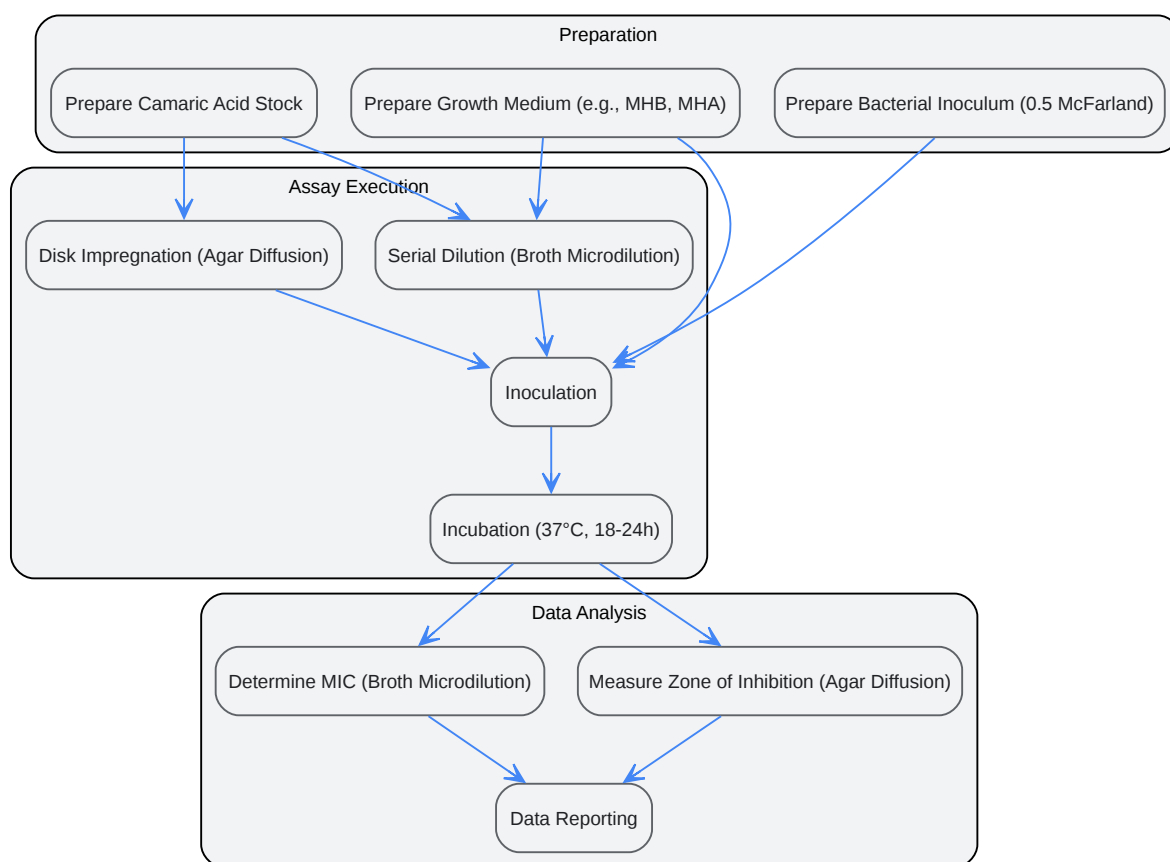 Preparation
Prepare Camaric Acid Stock
Prepare Growth Medium (e.g., MHB, MHA)
Prepare Bacterial Inoculum (0.5 McFarland)
Assay Execution
Disk Impregnation (Agar Diffusion)
Serial Dilution (Broth Microdilution)
Inoculation
Incubation (37°C, 18-24h)
Data Analysis
Determine MIC (Broth Microdilution)
Measure Zone of Inhibition (Agar Diffusion)
Data Reporting